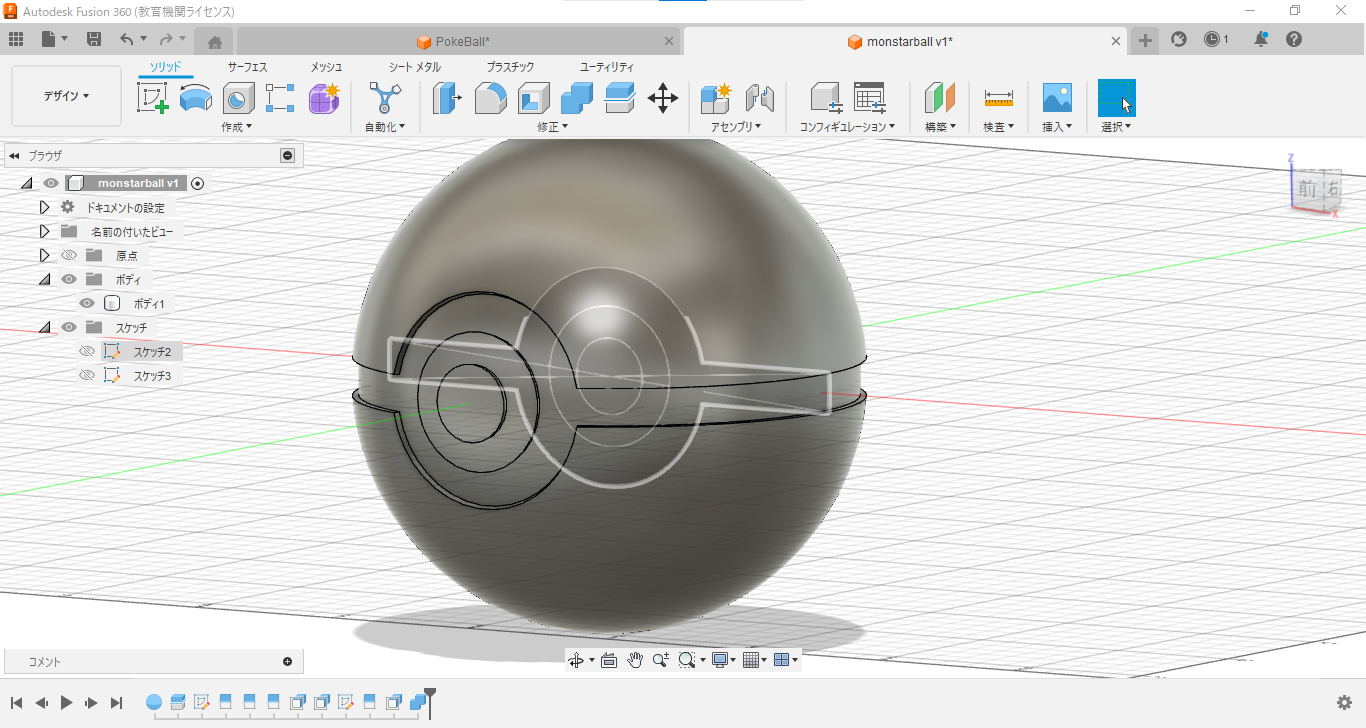 Autodesk Fusion 360 (教育機関ライセンス)
PokeBall*
monstarball v1*
1
デザイン
ソリッド
サーフェス
メッシュ
シート メタル
プラスチック
ユーティリティ
作成
自動化
修正
アセンブリ
コンフィギュレーション
構築
検査
挿入
選択
ブラウザ
monstarball v1
ドキュメントの設定
名前の付いたビュー
原点
ボディ
ボディ1
スケッチ
スケッチ2
スケッチ3
Z
前
右
X
コメント